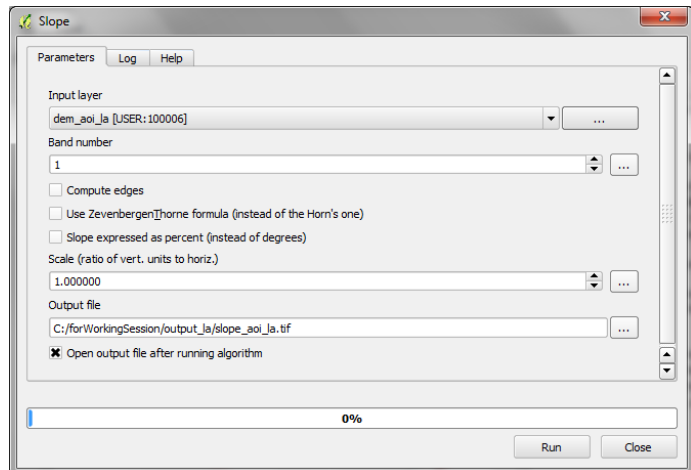 Slope
Parameters Log Help
Input layer
dem_aoi_la [USER:100006]
...
Band number
1
...
Compute edges
Use ZevenbergenThorne formula (instead of the Horn's one)
Slope expressed as percent (instead of degrees)
Scale (ratio of vert. units to horiz.)
1.000000
...
Output file
C:/forWorkingSession/output_la/slope_aoi_la.tif
...
Open output file after running algorithm
0%
Run Close